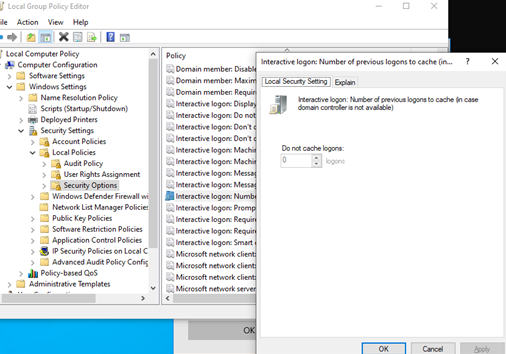 Local Group Policy Editor
File Action View Help
Local Computer Policy
Computer Configuration
Software Settings
Windows Settings
Name Resolution Policy
Scripts (Startup/Shutdown)
Deployed Printers
Security Settings
Account Policies
Local Policies
Audit Policy
User Rights Assignment
Security Options
Windows Defender Firewall wi
Network List Manager Policies
Public Key Policies
Software Restriction Policies
Application Control Policies
IP Security Policies on Local C
Advanced Audit Policy Config
Policy-based QoS
Administrative Templates
Policy
Domain member: Disable
Domain member: Maxim
Domain member: Require
Interactive logon: Display
Interactive logon: Do not
Interactive logon: Don't d
Interactive logon: Don't d
Interactive logon: Machin
Interactive logon: Machin
Interactive logon: Messag
Interactive logon: Messag
Interactive logon: Numbe
Interactive logon: Promp
Interactive logon: Require
Interactive logon: Require
Interactive logon: Smart c
Microsoft network client:
Microsoft network client:
Microsoft network client:
Microsoft network server
OK
Interactive logon: Number of previous logons to cache (in...
Local Security Setting Explain
Interactive logon: Number of previous logons to cache (in case
domain controller is not available)
Do not cache logons:
0 logons
OK Cancel Apply